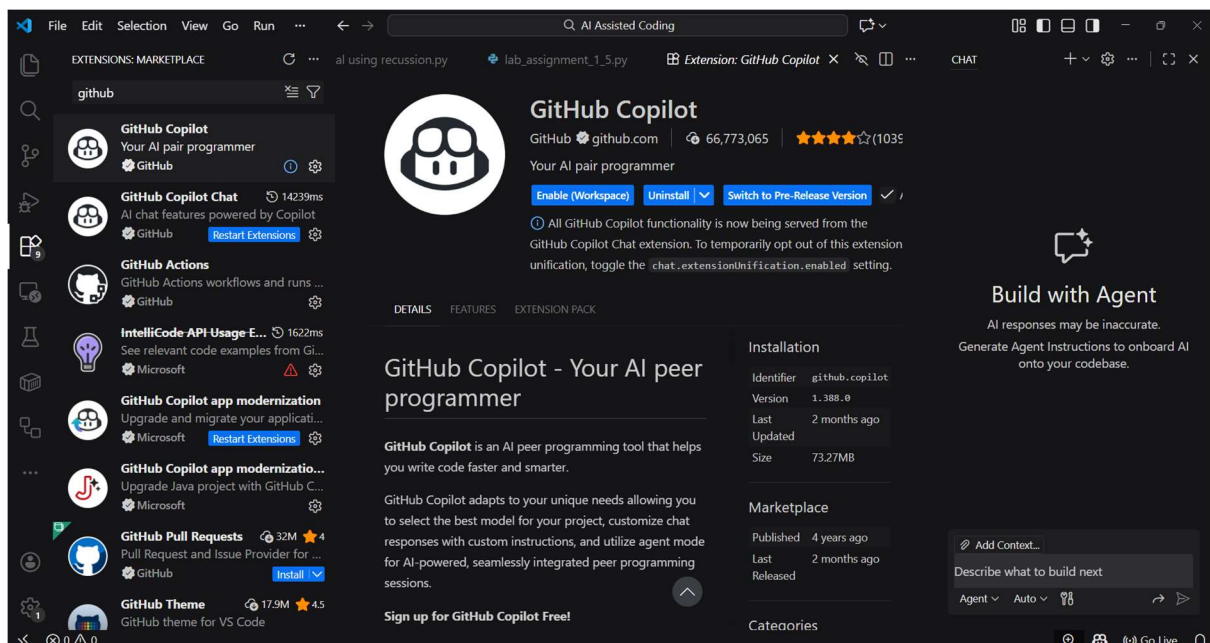 File Edit Selection View Go Run ··· AI Assisted Coding
EXTENSIONS: MARKETPLACE
github
GitHub Copilot
Your AI pair programmer
GitHub
GitHub Copilot Chat 14239ms
AI chat features powered by Copilot
GitHub Restart Extensions
GitHub Actions
GitHub Actions workflows and runs ...
GitHub
IntelliCode API Usage E... 1622ms
See relevant code examples from Gi...
Microsoft
GitHub Copilot app modernization
Upgrade and migrate your applicati...
Microsoft Restart Extensions
GitHub Copilot app modernizatio...
Upgrade Java project with GitHub C...
Microsoft
GitHub Pull Requests 32M 4
Pull Request and Issue Provider for ...
GitHub Install
GitHub Theme 17.9M 4.5
GitHub theme for VS Code
9
1
0 0
al using recussion.py lab_assignment_1_5.py Extension: GitHub Copilot
GitHub Copilot
GitHub github.com 66,773,065 (1039
Your AI pair programmer
Enable (Workspace) Uninstall Switch to Pre-Release Version
All GitHub Copilot functionality is now being served from the
GitHub Copilot Chat extension. To temporarily opt out of this extension
unification, toggle the chat.extensionUnification.enabled setting.
DETAILS FEATURES EXTENSION PACK
GitHub Copilot - Your AI peer
programmer
GitHub Copilot is an AI peer programming tool that helps
you write code faster and smarter.
GitHub Copilot adapts to your unique needs allowing you
to select the best model for your project, customize chat
responses with custom instructions, and utilize agent mode
for AI-powered, seamlessly integrated peer programming
sessions.
Sign up for GitHub Copilot Free!
Installation
Identifier github.copilot
Version 1.388.0
Last Updated 2 months ago
Size 73.27MB
Marketplace
Published 4 years ago
Last Released 2 months ago
Categories
CHAT
Build with Agent
AI responses may be inaccurate.
Generate Agent Instructions to onboard AI
onto your codebase.
Add Context...
Describe what to build next
Agent Auto
Go Live